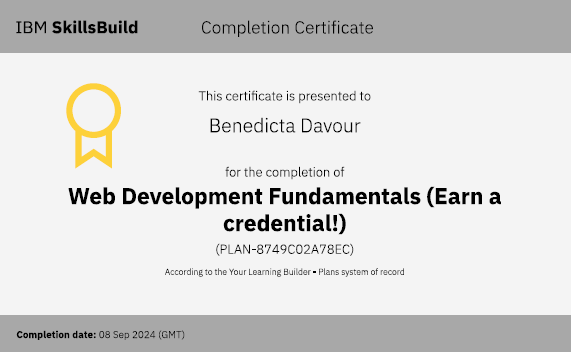 IBM SkillsBuild
Completion Certificate
This certificate is presented to
Benedicta Davour
for the completion of
Web Development Fundamentals (Earn a
credential!)
(PLAN-8749C02A78EC)
According to the Your Learning Builder - Plans system of record
Completion date: 08 Sep 2024 (GMT)